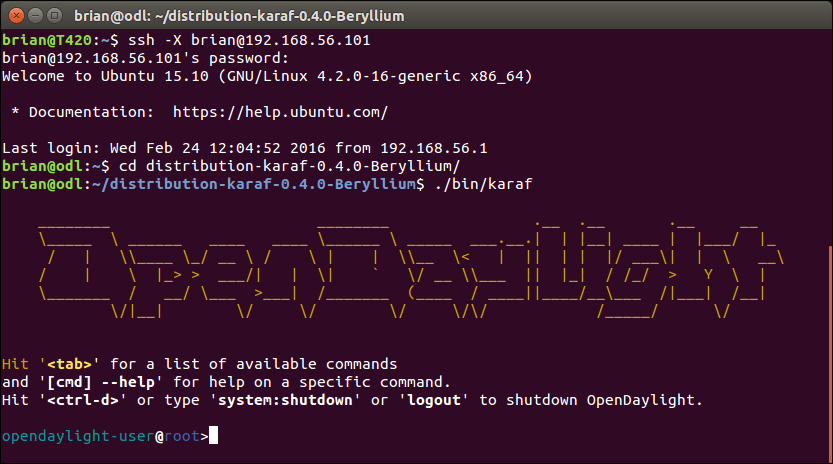 brian@odl: ~/distribution-karaf-0.4.0-Beryllium
brian@T420:~$ ssh -X brian@192.168.56.101
brian@192.168.56.101's password:
Welcome to Ubuntu 15.10 (GNU/Linux 4.2.0-16-generic x86_64)
* Documentation:  https://help.ubuntu.com/
Last login: Wed Feb 24 12:04:52 2016 from 192.168.56.1
brian@odl:~$ cd distribution-karaf-0.4.0-Beryllium/
brian@odl:~/distribution-karaf-0.4.0-Beryllium$ ./bin/karaf
OpenDaylight
Hit '<tab>' for a list of available commands
and '[cmd] --help' for help on a specific command.
Hit '<ctrl-d>' or type 'system:shutdown' or 'logout' to shutdown OpenDaylight.
opendaylight-user@root>